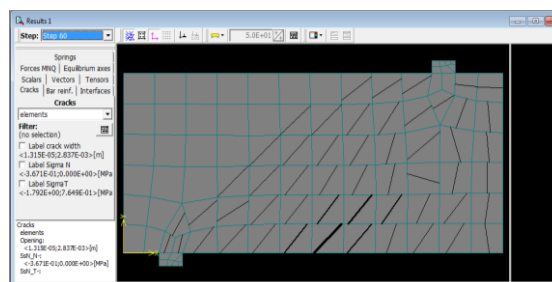 Results 1
Step: Step 60
5.0E+01
Springs
Forces MNQ Equilibrium axes
Scalars Vectors Tensors
Cracks Bar reinf. Interfaces
Cracks
elements
Filter:
(no selection)
Label crack width
<1.315E-05;2.837E-03>[m]
Label Sigma N
<-3.671E-01;0.000E+00>[MPa
Label SigmaT
<-1.792E+00;7.649E-01>[MPa
Cracks
elements
Opening:
<1.315E-05;2.837E-03>[m]
SsN_N-:
<-3.671E-01;0.000E+00>[MPa]
SsN_T-: